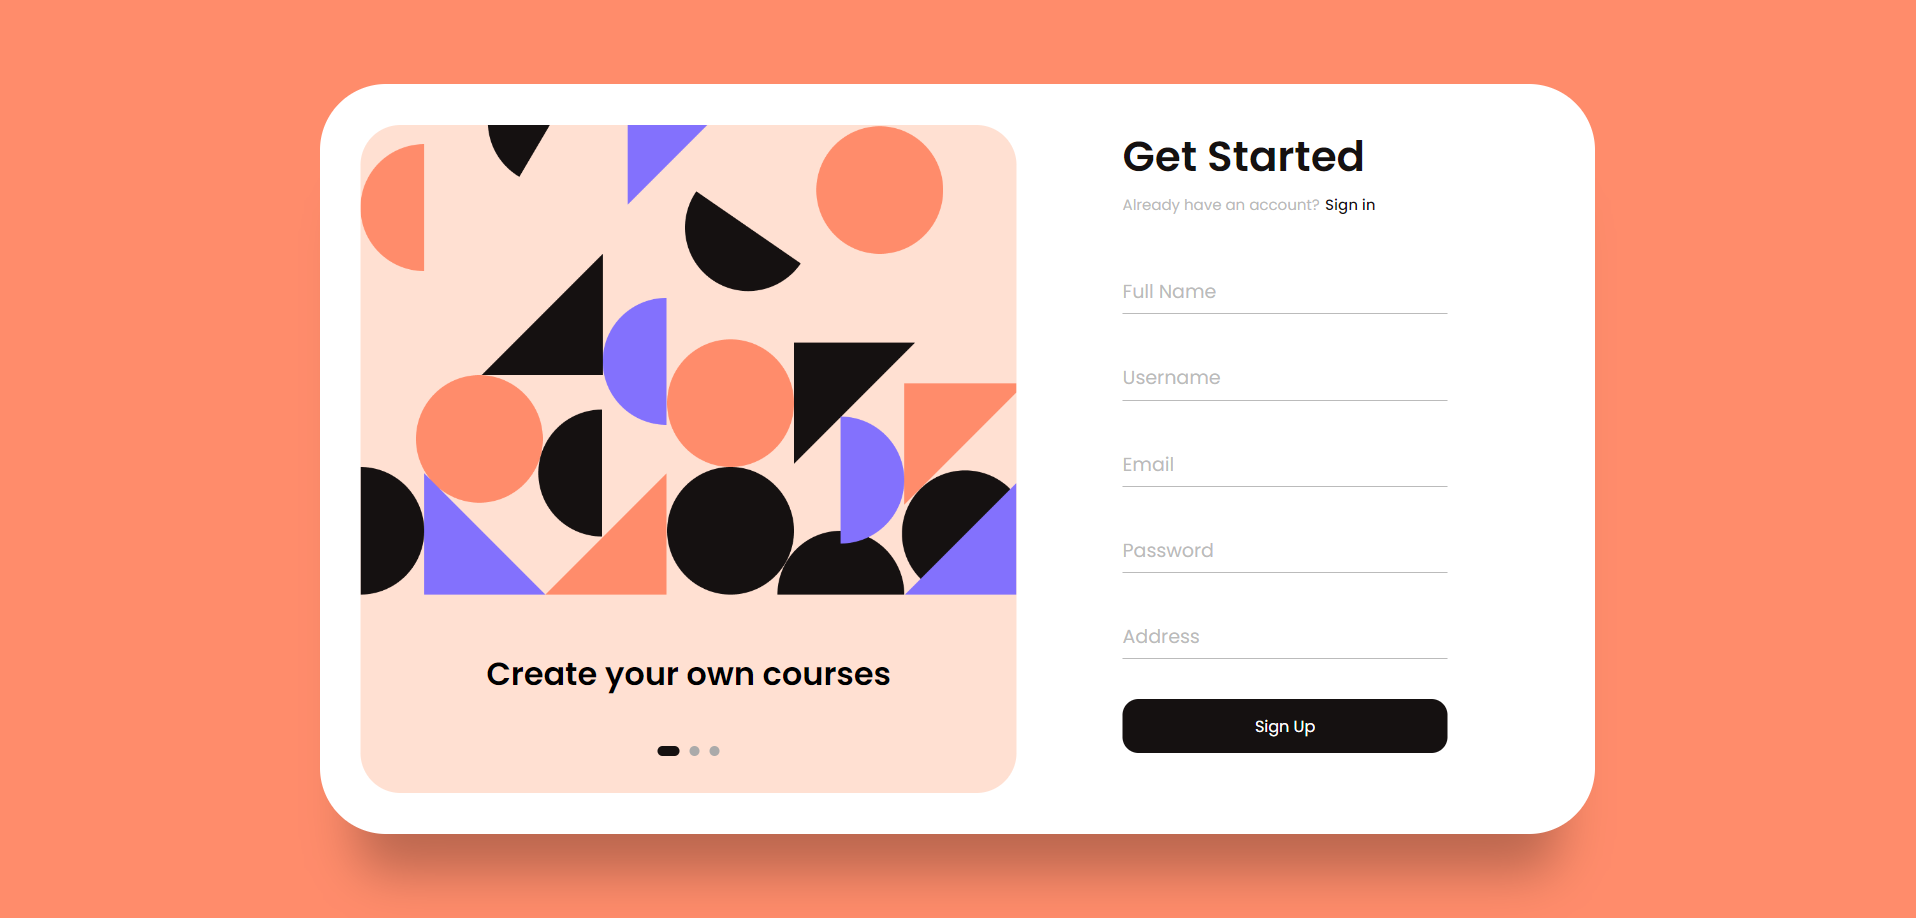 Create your own courses
Get Started
Already have an account? Sign in
Full Name
Username
Email
Password
Address
Sign Up